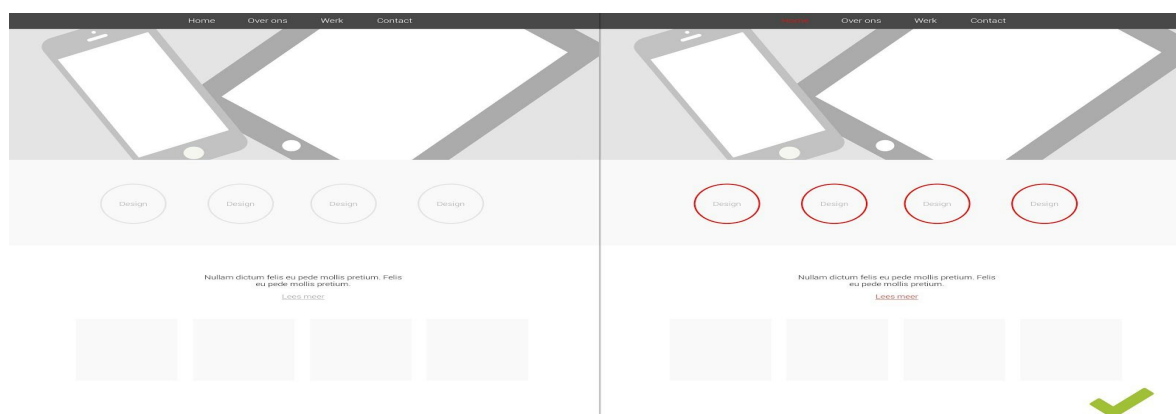 Home Over ons Werk Contact
Design Design Design Design
Nullam dictum felis eu pede mollis pretium. Felis
eu pede mollis pretium.
Lees meer
Home Over ons Werk Contact
Design Design Design Design
Nullam dictum felis eu pede mollis pretium. Felis
eu pede mollis pretium.
Lees meer